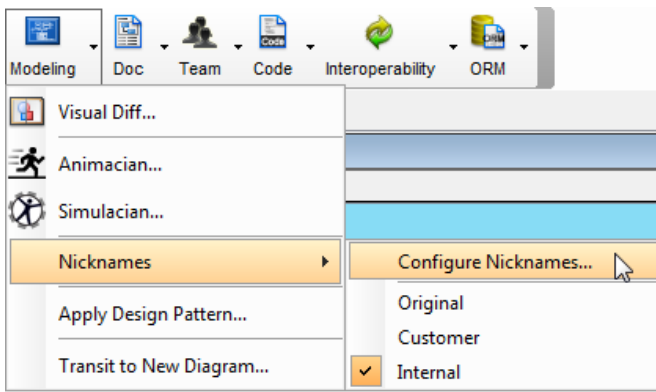 Modeling Doc Team Code Interoperability ORM
Visual Diff...
Animacian...
Simulacian...
Nicknames
Configure Nicknames...
Original
Customer
Internal
Apply Design Pattern...
Transit to New Diagram...